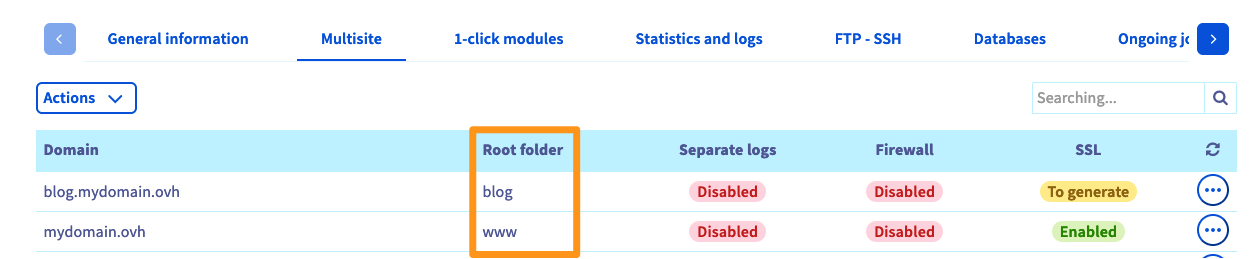 General information Multisite 1-click modules Statistics and logs FTP - SSH Databases Ongoing jo
Actions Searching...
Domain Root folder Separate logs Firewall SSL
blog.mydomain.ovh blog Disabled Disabled To generate
mydomain.ovh www Disabled Disabled Enabled